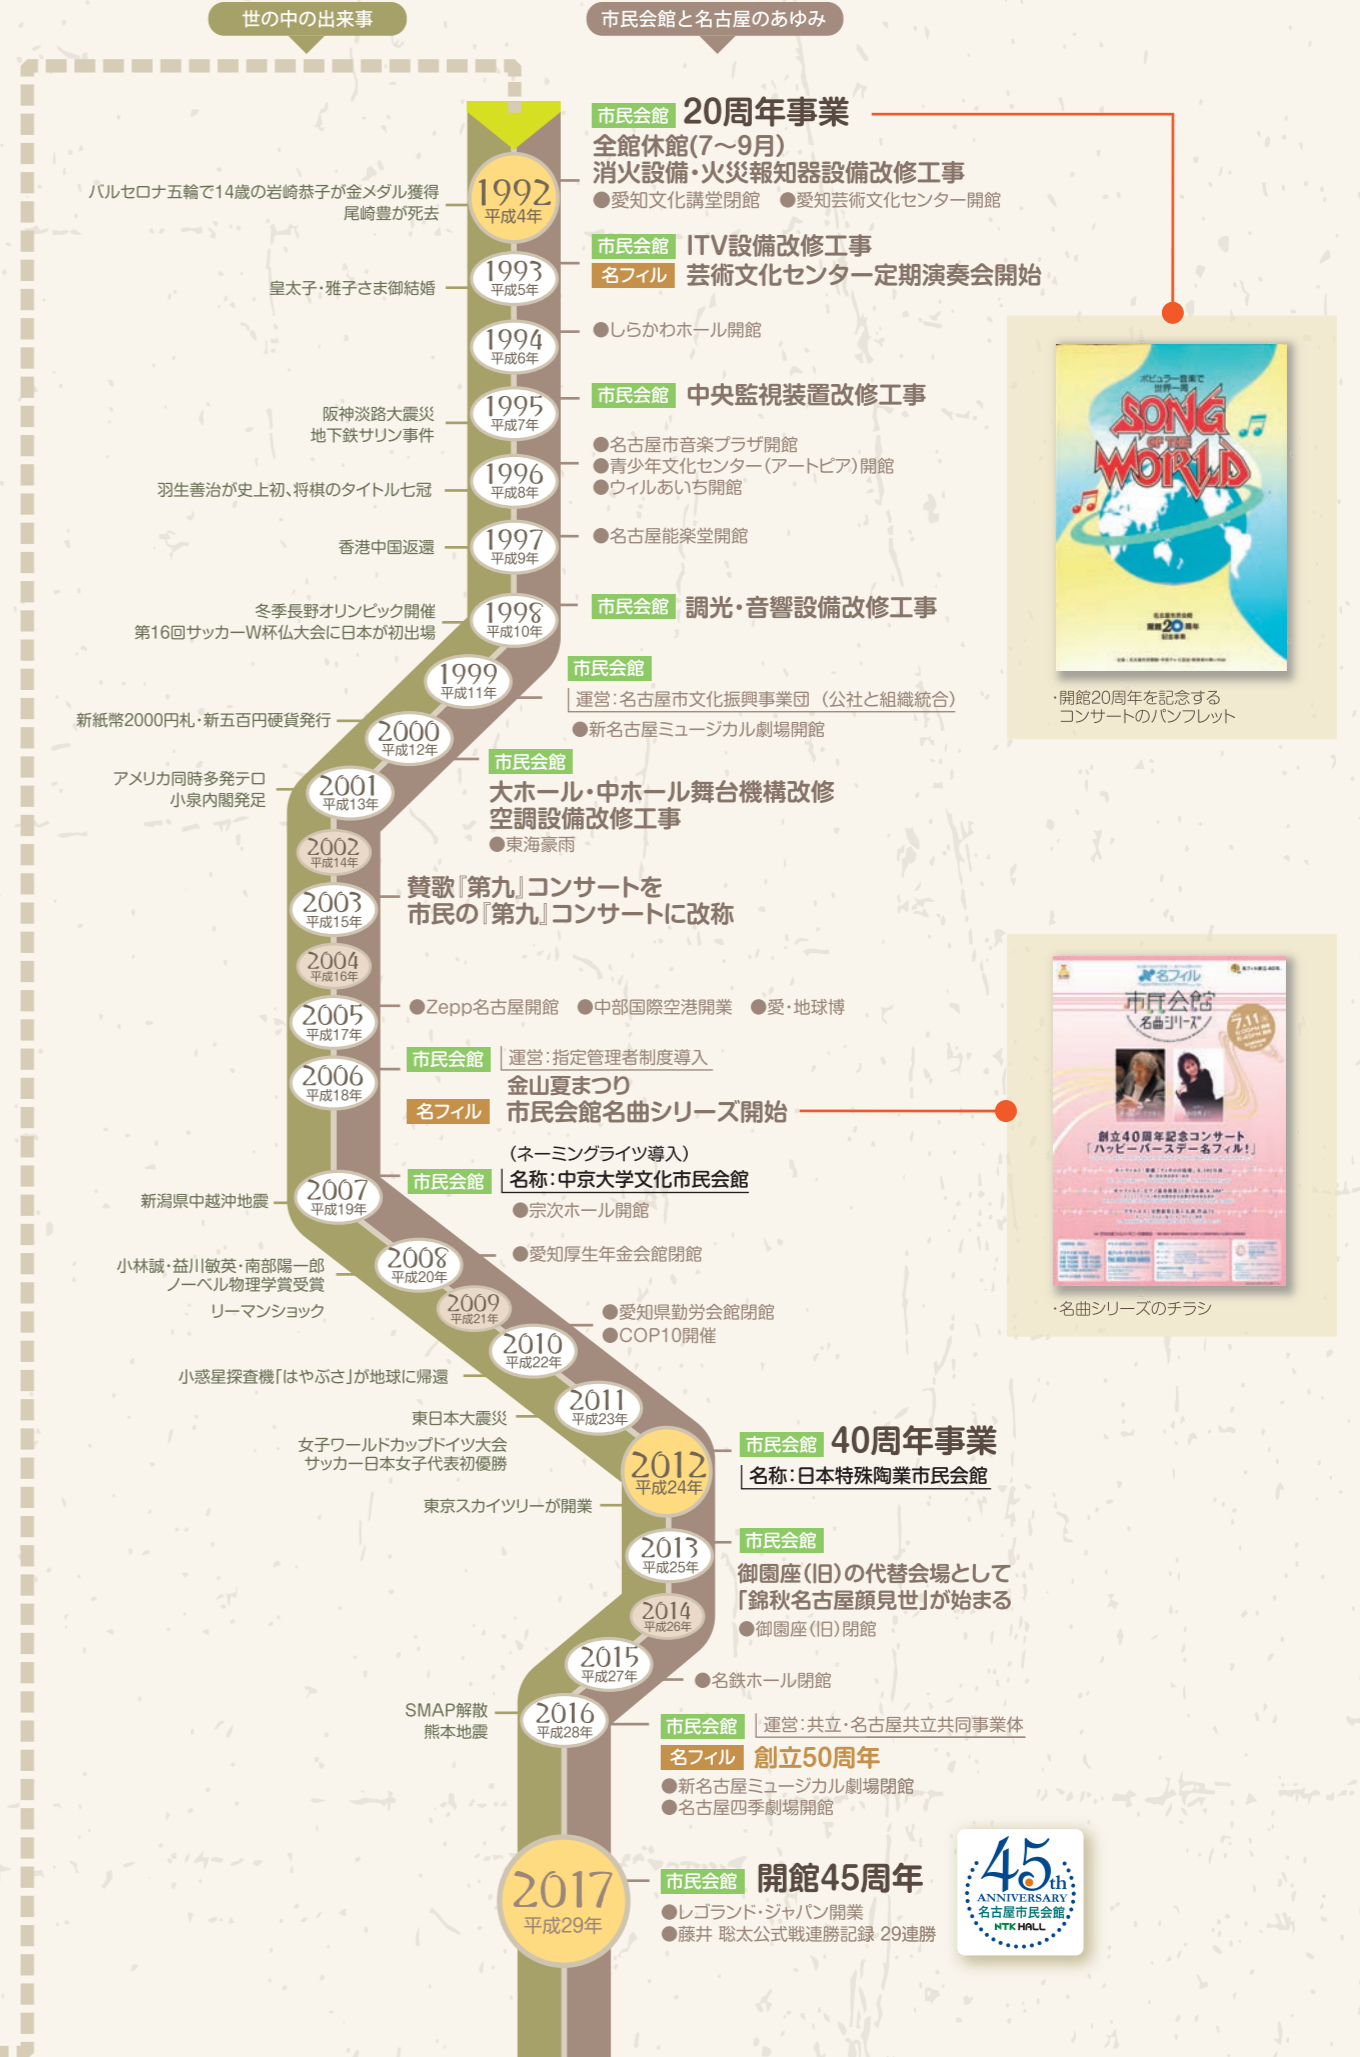 世の中の出来事
市民会館と名古屋のあゆみ
1992
平成4年
バルセロナ五輪で14歳の岩崎恭子が金メダル獲得
尾崎豊が死去
市民会館 20周年事業
全館休館(7〜9月)
消火設備・火災報知器設備改修工事
●愛知文化講堂閉館 ●愛知芸術文化センター開館
1993
平成5年
皇太子・雅子さま御結婚
市民会館 ITV設備改修工事
名フィル 芸術文化センター定期演奏会開始
1994
平成6年
●しらかわホール開館
1995
平成7年
阪神淡路大震災
地下鉄サリン事件
市民会館 中央監視装置改修工事
1996
平成8年
羽生善治が史上初、将棋のタイトル七冠
●名古屋市音楽プラザ開館
●青少年文化センター(アートピア)開館
●ウィルあいち開館
1997
平成9年
香港中国返還
●名古屋能楽堂開館
1998
平成10年
冬季長野オリンピック開催
第16回サッカーW杯仏大会に日本が初出場
市民会館 調光・音響設備改修工事
1999
平成11年
市民会館
運営:名古屋市文化振興事業団 (公社と組織統合)
●新名古屋ミュージカル劇場開館
2000
平成12年
新紙幣2000円札・新五百円硬貨発行
市民会館
大ホール・中ホール舞台機構改修
空調設備改修工事
●東海豪雨
2001
平成13年
アメリカ同時多発テロ
小泉内閣発足
2002
平成14年
2003
平成15年
賛歌『第九』コンサートを
市民の『第九』コンサートに改称
2004
平成16年
2005
平成17年
●Zepp名古屋開館 ●中部国際空港開業 ●愛・地球博
2006
平成18年
市民会館 運営:指定管理者制度導入
金山夏まつり
名フィル 市民会館名曲シリーズ開始
2007
平成19年
新潟県中越沖地震
(ネーミングライツ導入)
市民会館 名称:中京大学文化市民会館
●宗次ホール開館
2008
平成20年
小林誠・益川敏英・南部陽一郎
ノーベル物理学賞受賞
リーマンショック
●愛知厚生年金会館閉館
2009
平成21年
2010
平成22年
小惑星探査機「はやぶさ」が地球に帰還
●愛知県勤労会館閉館
●COP10開催
2011
平成23年
東日本大震災
女子ワールドカップドイツ大会
サッカー日本女子代表初優勝
2012
平成24年
東京スカイツリーが開業
市民会館 40周年事業
名称:日本特殊陶業市民会館
2013
平成25年
市民会館
御園座(旧)の代替会場として
「錦秋名古屋顔見世」が始まる
●御園座(旧)閉館
2014
平成26年
2015
平成27年
●名鉄ホール閉館
2016
平成28年
SMAP解散
熊本地震
市民会館 運営:共立・名古屋共立共同事業体
名フィル 創立50周年
●新名古屋ミュージカル劇場閉館
●名古屋四季劇場開館
2017
平成29年
市民会館 開館45周年
●レゴランド・ジャパン開業
●藤井 聡太公式戦連勝記録 29連勝
45th
ANNIVERSARY
名古屋市民会館
NTK HALL
ポピュラー音楽で
世界一周
SONG
OF THE
WORLD
名古屋市民会館
開館20周年
記念事業
・開館20周年を記念する
コンサートのパンフレット
名フィル
市民会館
名曲シリーズ
7.11
創立40周年記念コンサート
「ハッピーバースデー名フィル!」
・名曲シリーズのチラシ